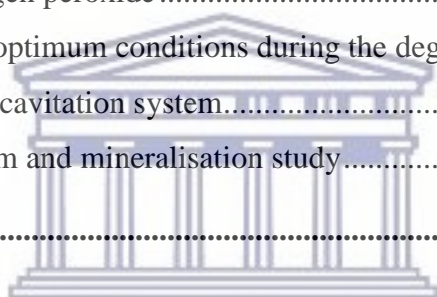 gen peroxide..............................
optimum conditions during the deg
cavitation system......................
m and mineralisation study.............
..........................................